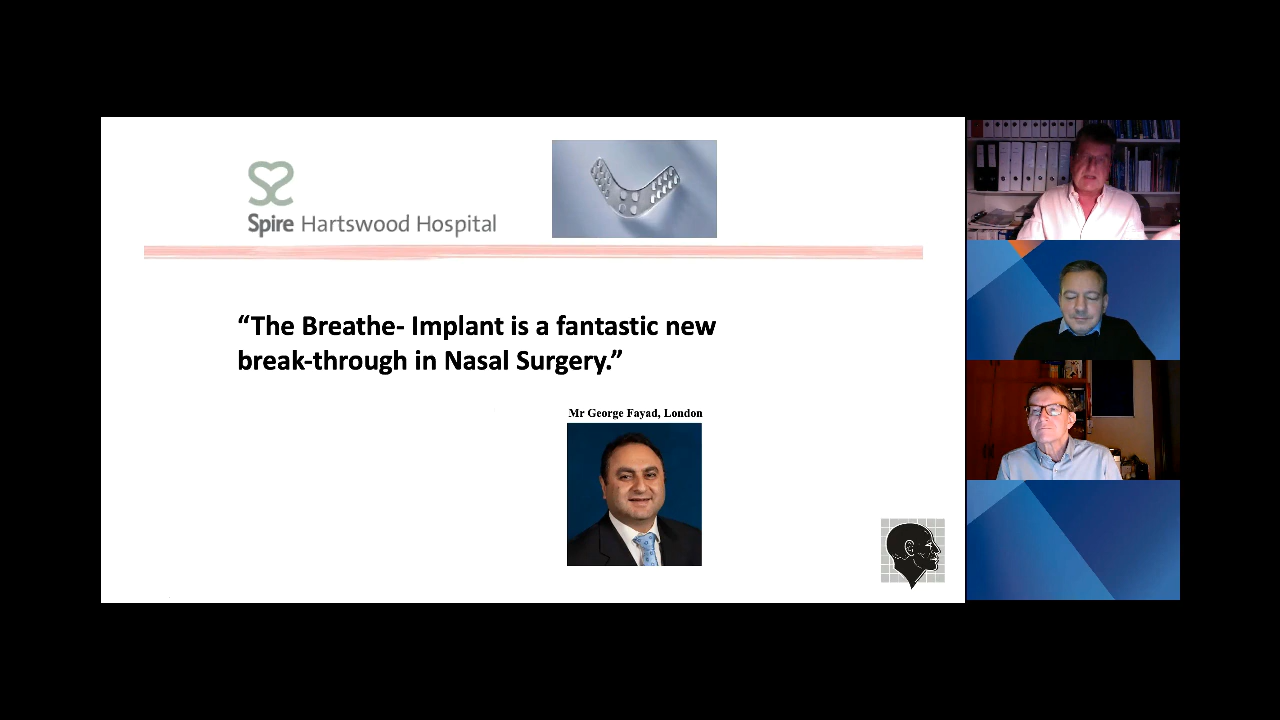 Spire Hartswood Hospital
“The Breathe- Implant is a fantastic new
break-through in Nasal Surgery.”
Mr George Fayad, London